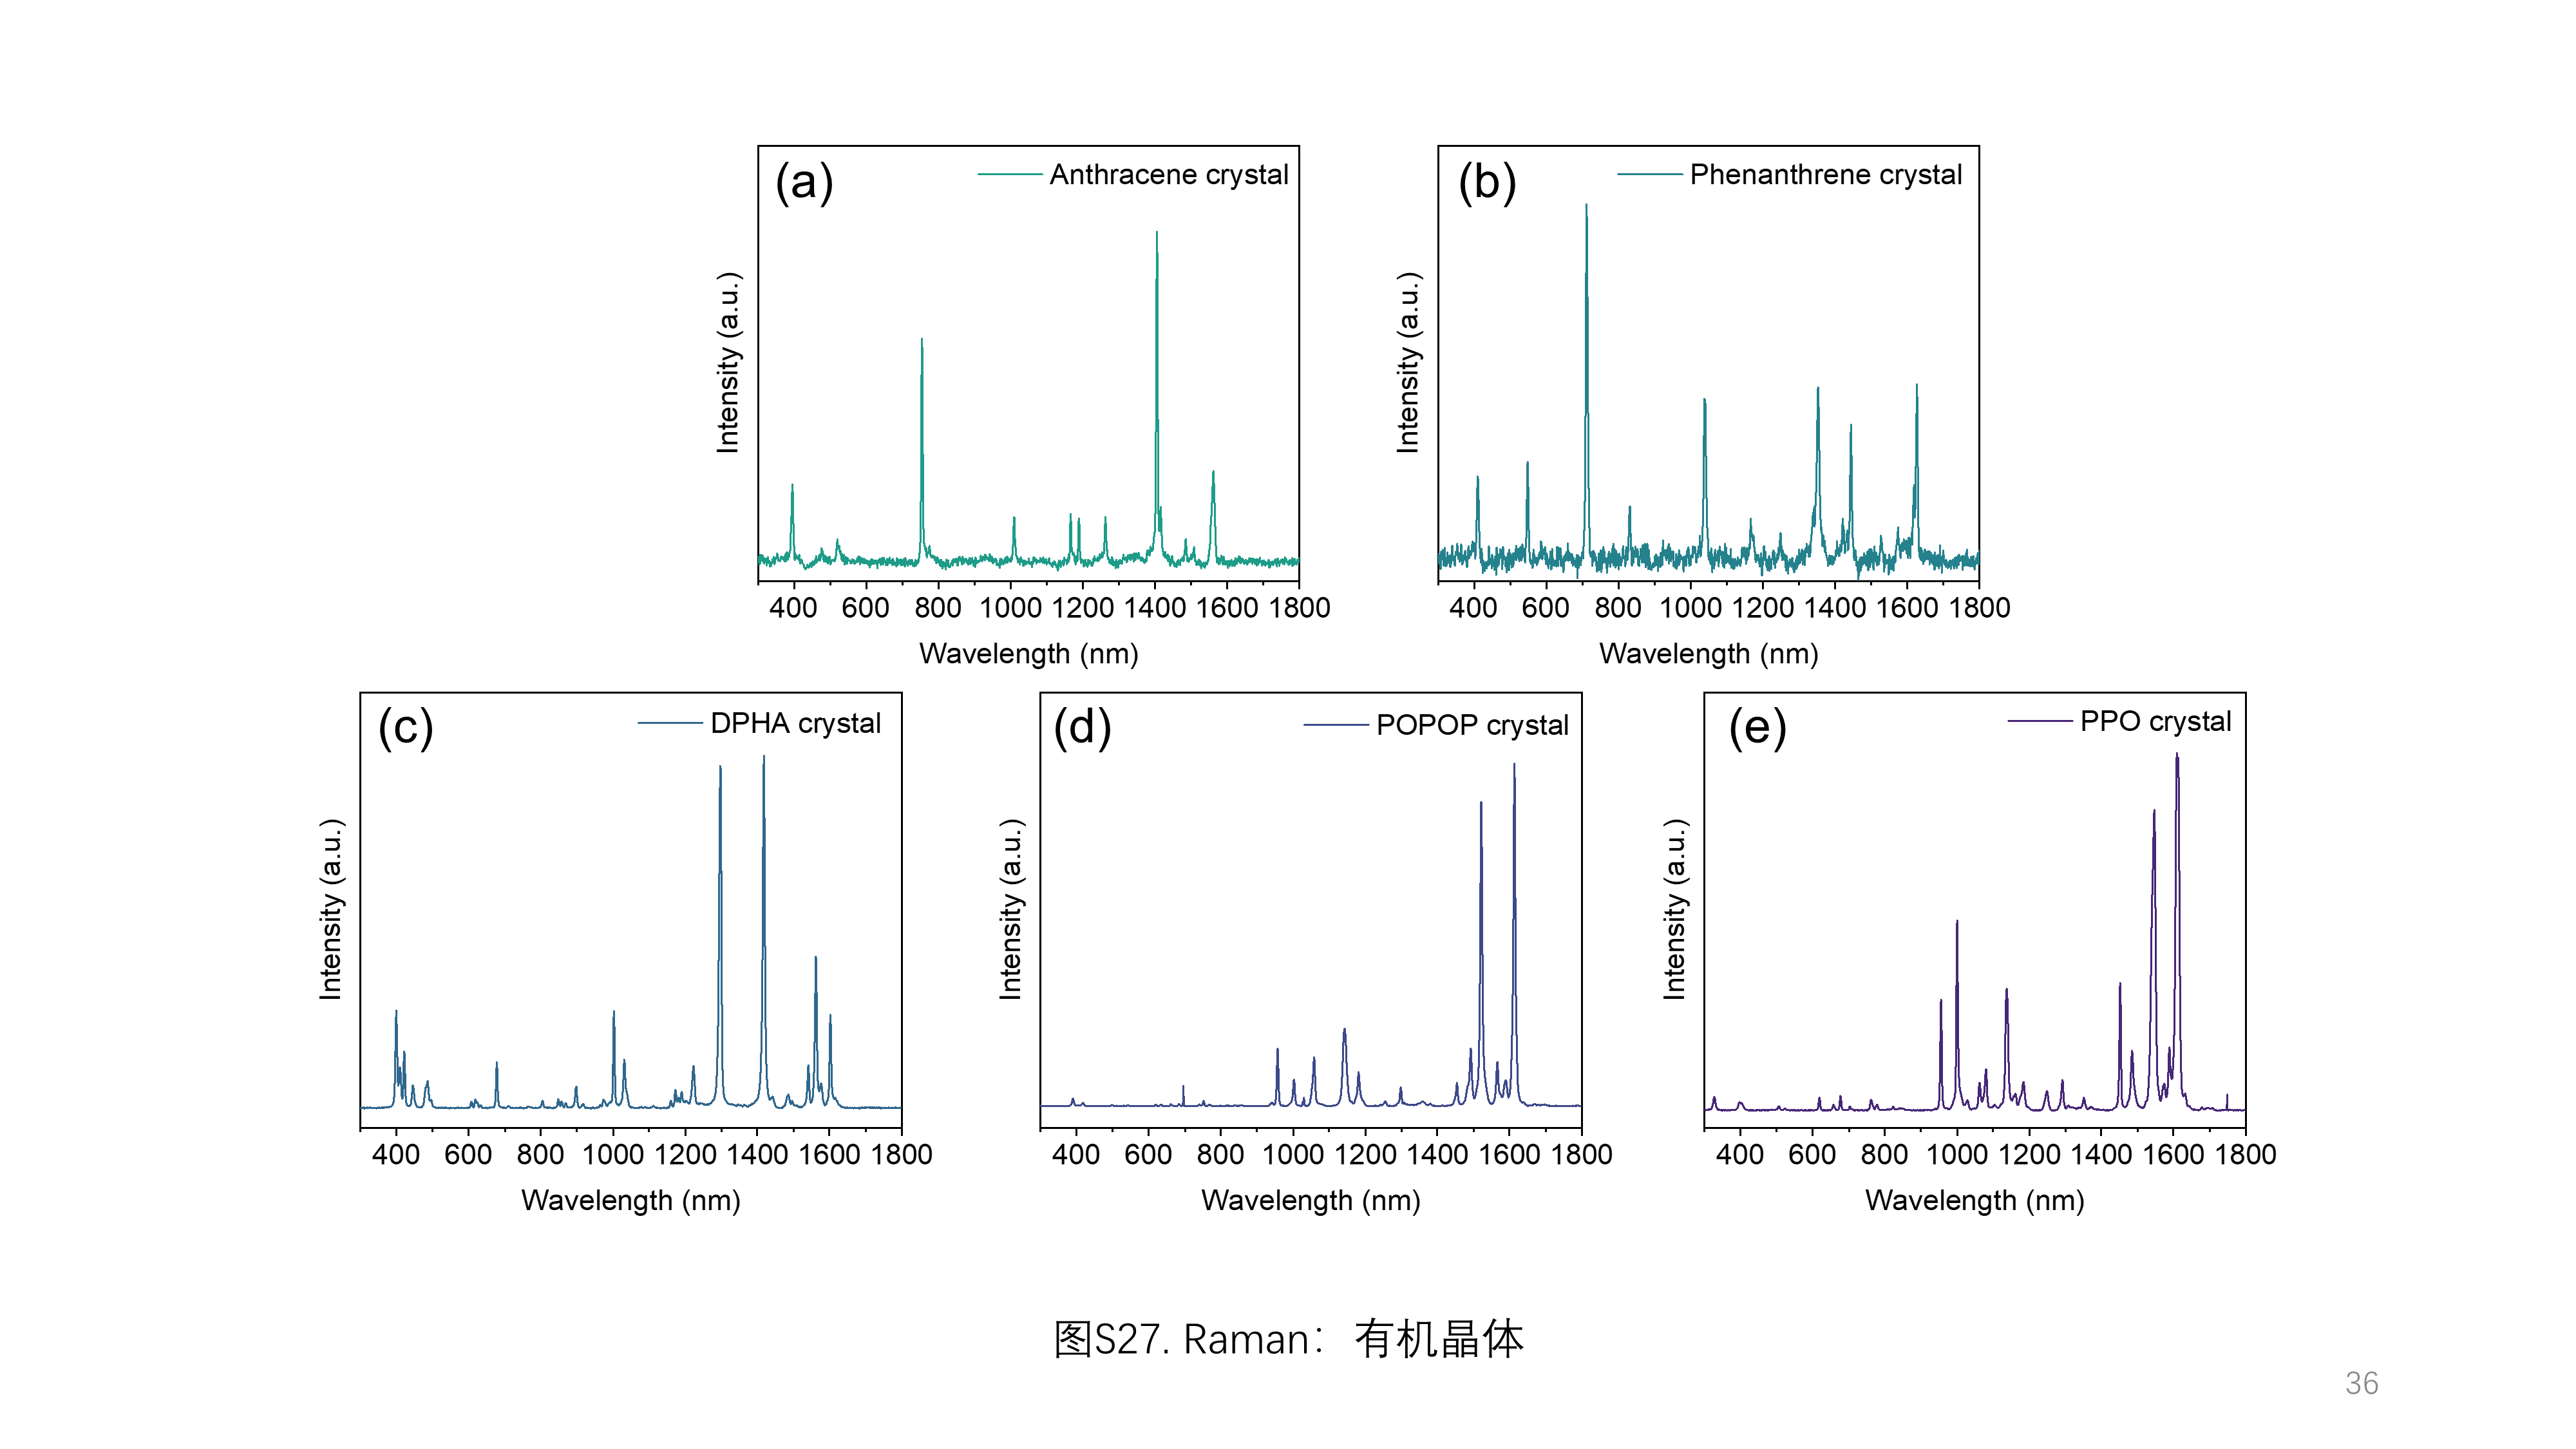 (a)
Anthracene crystal
Intensity (a.u.)
400 600 800 1000 1200 1400 1600 1800
Wavelength (nm)
(b)
Phenanthrene crystal
Intensity (a.u.)
400 600 800 1000 1200 1400 1600 1800
Wavelength (nm)
(c)
DPHA crystal
Intensity (a.u.)
400 600 800 1000 1200 1400 1600 1800
Wavelength (nm)
(d)
POPOP crystal
Intensity (a.u.)
400 600 800 1000 1200 1400 1600 1800
Wavelength (nm)
(e)
PPO crystal
Intensity (a.u.)
400 600 800 1000 1200 1400 1600 1800
Wavelength (nm)
图S27. Raman：有机晶体
36